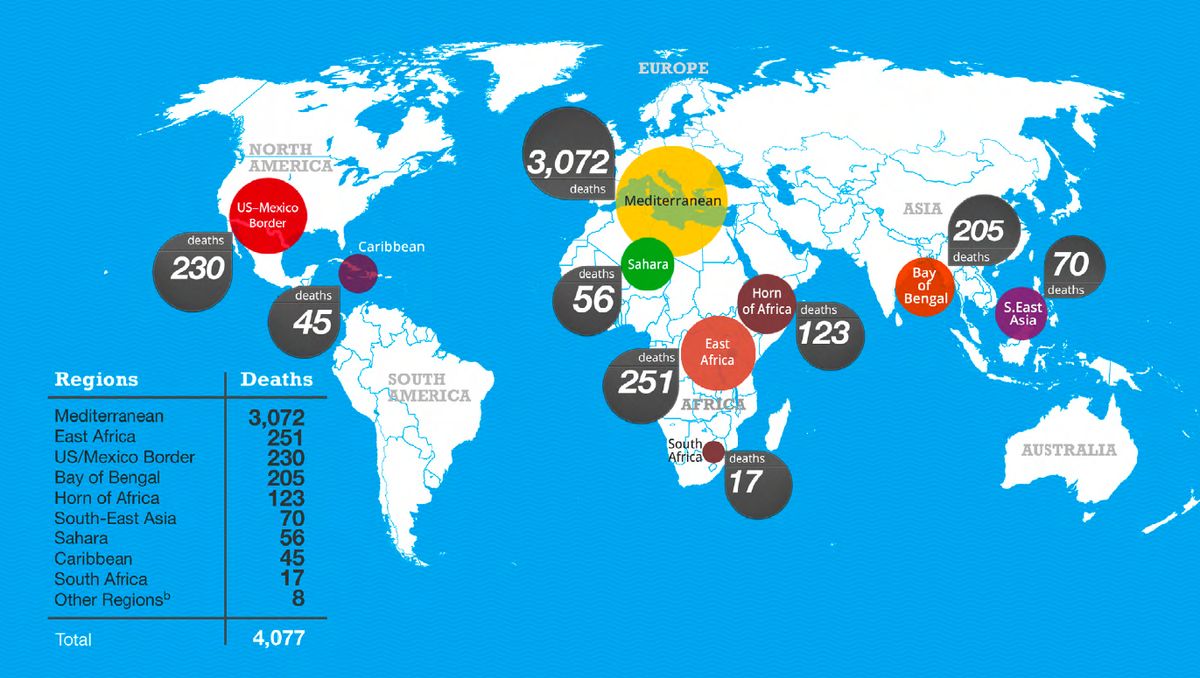 EUROPE
NORTH
AMERICA
3,072
deaths
Mediterranean
US–Mexico
Border
ASIA
205
deaths
deaths
230
Caribbean
Sahara
deaths
56
70
deaths
Bay
of
Bengal
S.East
Asia
Horn
of Africa
deaths
123
deaths
45
East
Africa
deaths
251
SOUTH
AMERICA
AFRICA
South
Africa
deaths
17
AUSTRALIA
Regions Deaths
Mediterranean 3,072
East Africa 251
US/Mexico Border 230
Bay of Bengal 205
Horn of Africa 123
South-East Asia 70
Sahara 56
Caribbean 45
South Africa 17
Other Regionsᵇ 8
Total 4,077